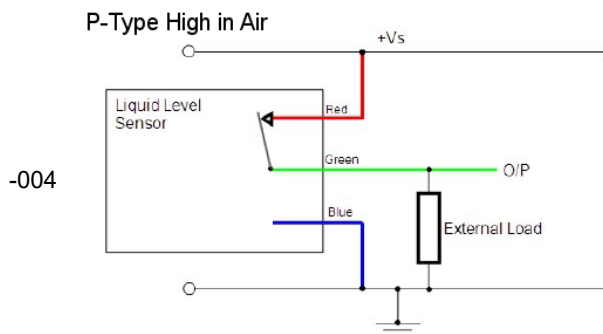 P-Type High in Air
+Vs
Liquid Level
Sensor
Red
Green
O/P
-004
Blue
External Load